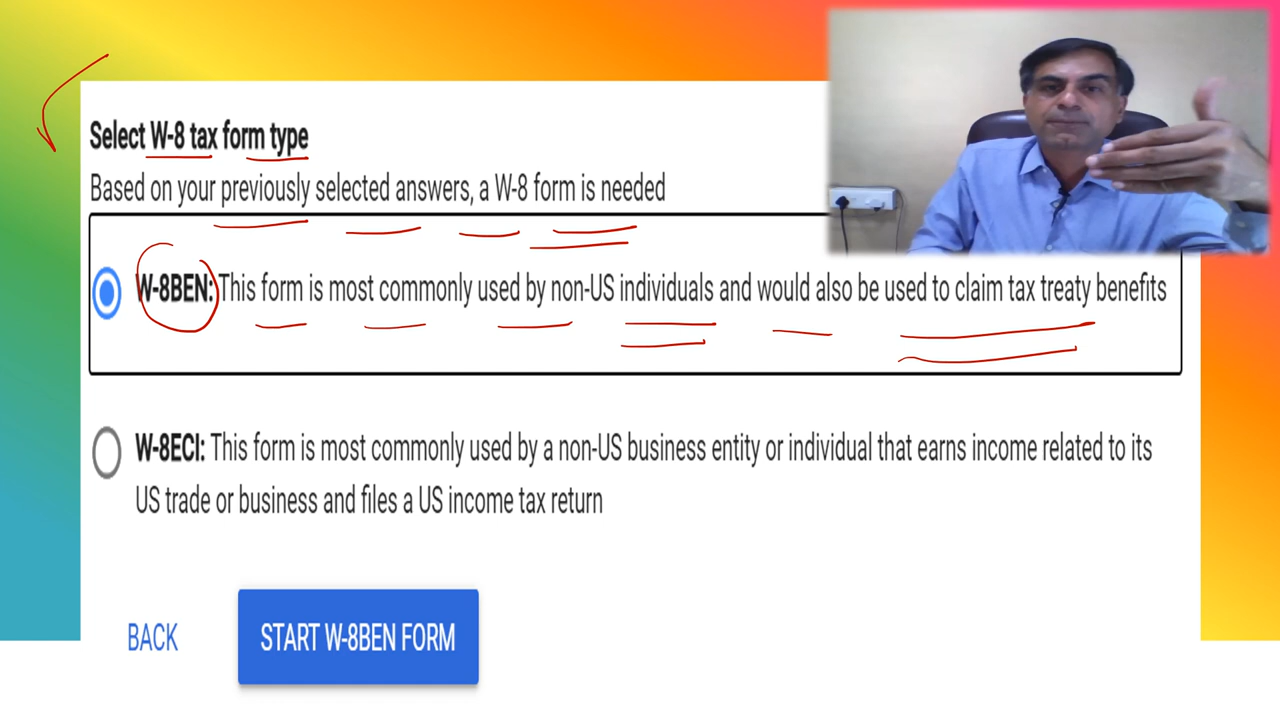 Select W-8 tax form type
Based on your previously selected answers, a W-8 form is needed
W-8BEN: This form is most commonly used by non-US individuals and would also be used to claim tax treaty benefits
W-8ECI: This form is most commonly used by a non-US business entity or individual that earns income related to its
US trade or business and files a US income tax return
BACK
START W-8BEN FORM